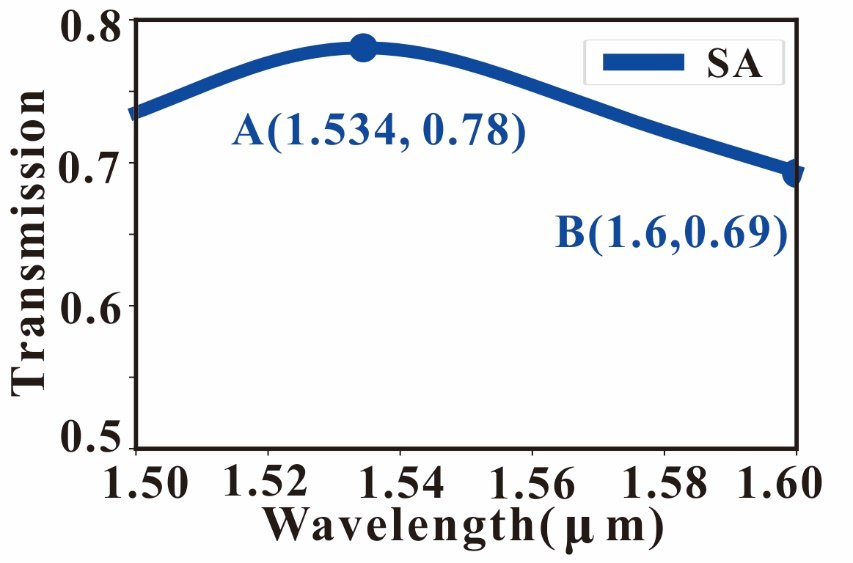 0.8
0.7
0.6
0.5
Transmission
SA
A(1.534, 0.78)
B(1.6,0.69)
1.50 1.52 1.54 1.56 1.58 1.60
Wavelength(μm)